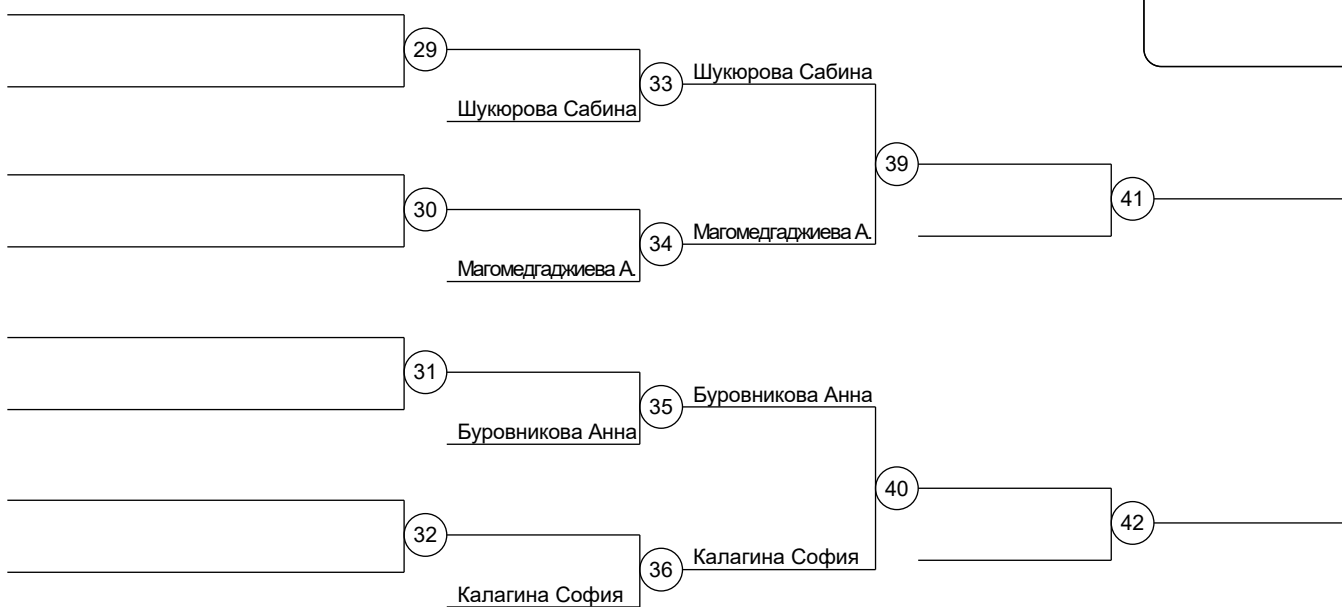 29
33
Шукюрова Сабина
Шукюрова Сабина
39
30
41
34
Магомедгаджиева А.
Магомедгаджиева А.
31
35
Буровникова Анна
Буровникова Анна
40
32
42
36
Калагина София
Калагина София